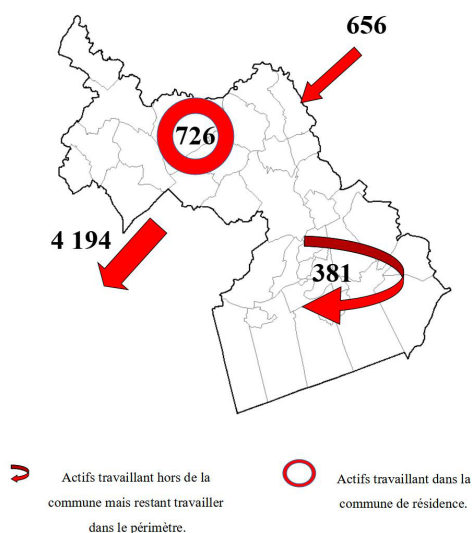 656
726
4 194
381
Actifs travaillant hors de la
commune mais restant travailler
dans le périmètre.
Actifs travaillant dans la
commune de résidence.